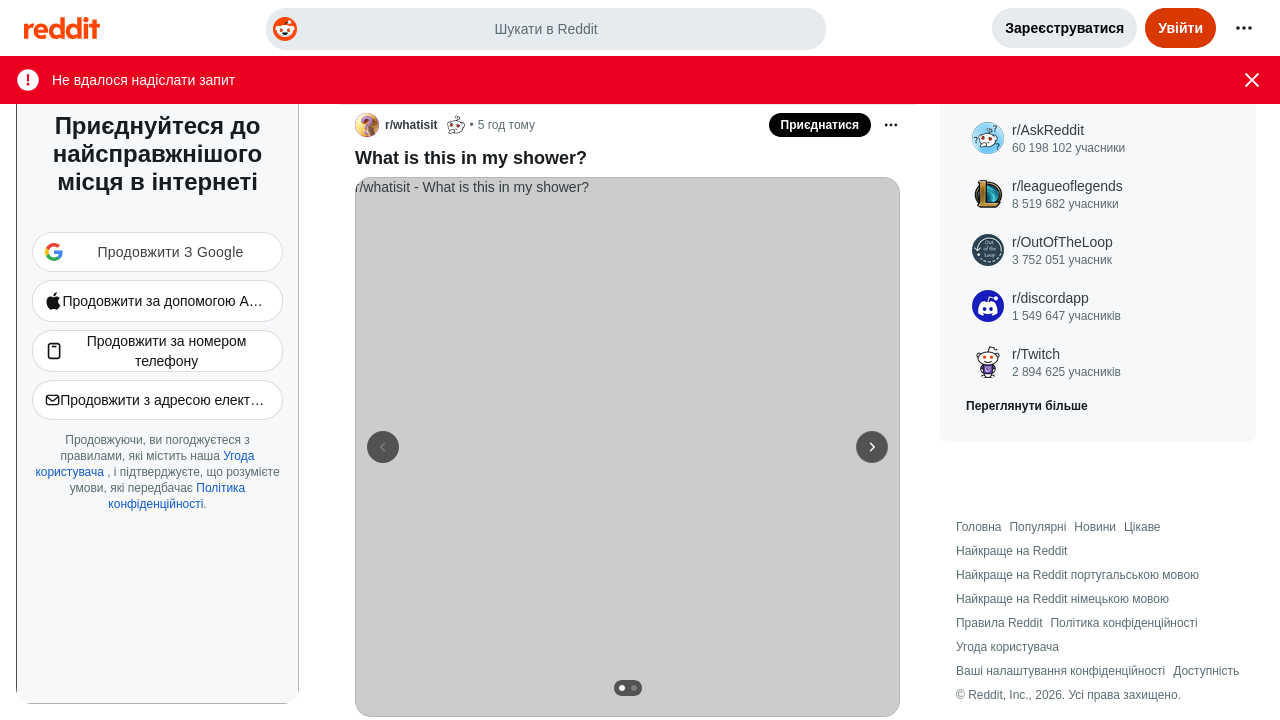 reddit
Шукати в Reddit
Зареєструватися
Увійти
Не вдалося надіслати запит
Приєднуйтеся до
найсправжнішого
місця в інтернеті
Продовжити З Google
Продовжити за допомогою A…
Продовжити за номером
телефону
Продовжити з адресою елект…
Продовжуючи, ви погоджуєтеся з
правилами, які містить наша Угода
користувача , і підтверджуєте, що розумієте
умови, які передбачає Політика
конфіденційності.
r/whatisit
• 5 год тому
Приєднатися
What is this in my shower?
r/whatisit - What is this in my shower?
r/AskReddit
60 198 102 учасники
r/leagueoflegends
8 519 682 учасники
r/OutOfTheLoop
3 752 051 учасник
r/discordapp
1 549 647 учасників
r/Twitch
2 894 625 учасників
Переглянути більше
Головна Популярні Новини Цікаве
Найкраще на Reddit
Найкраще на Reddit португальською мовою
Найкраще на Reddit німецькою мовою
Правила Reddit Політика конфіденційності
Угода користувача
Ваші налаштування конфіденційності Доступність
© Reddit, Inc., 2026. Усі права захищено.